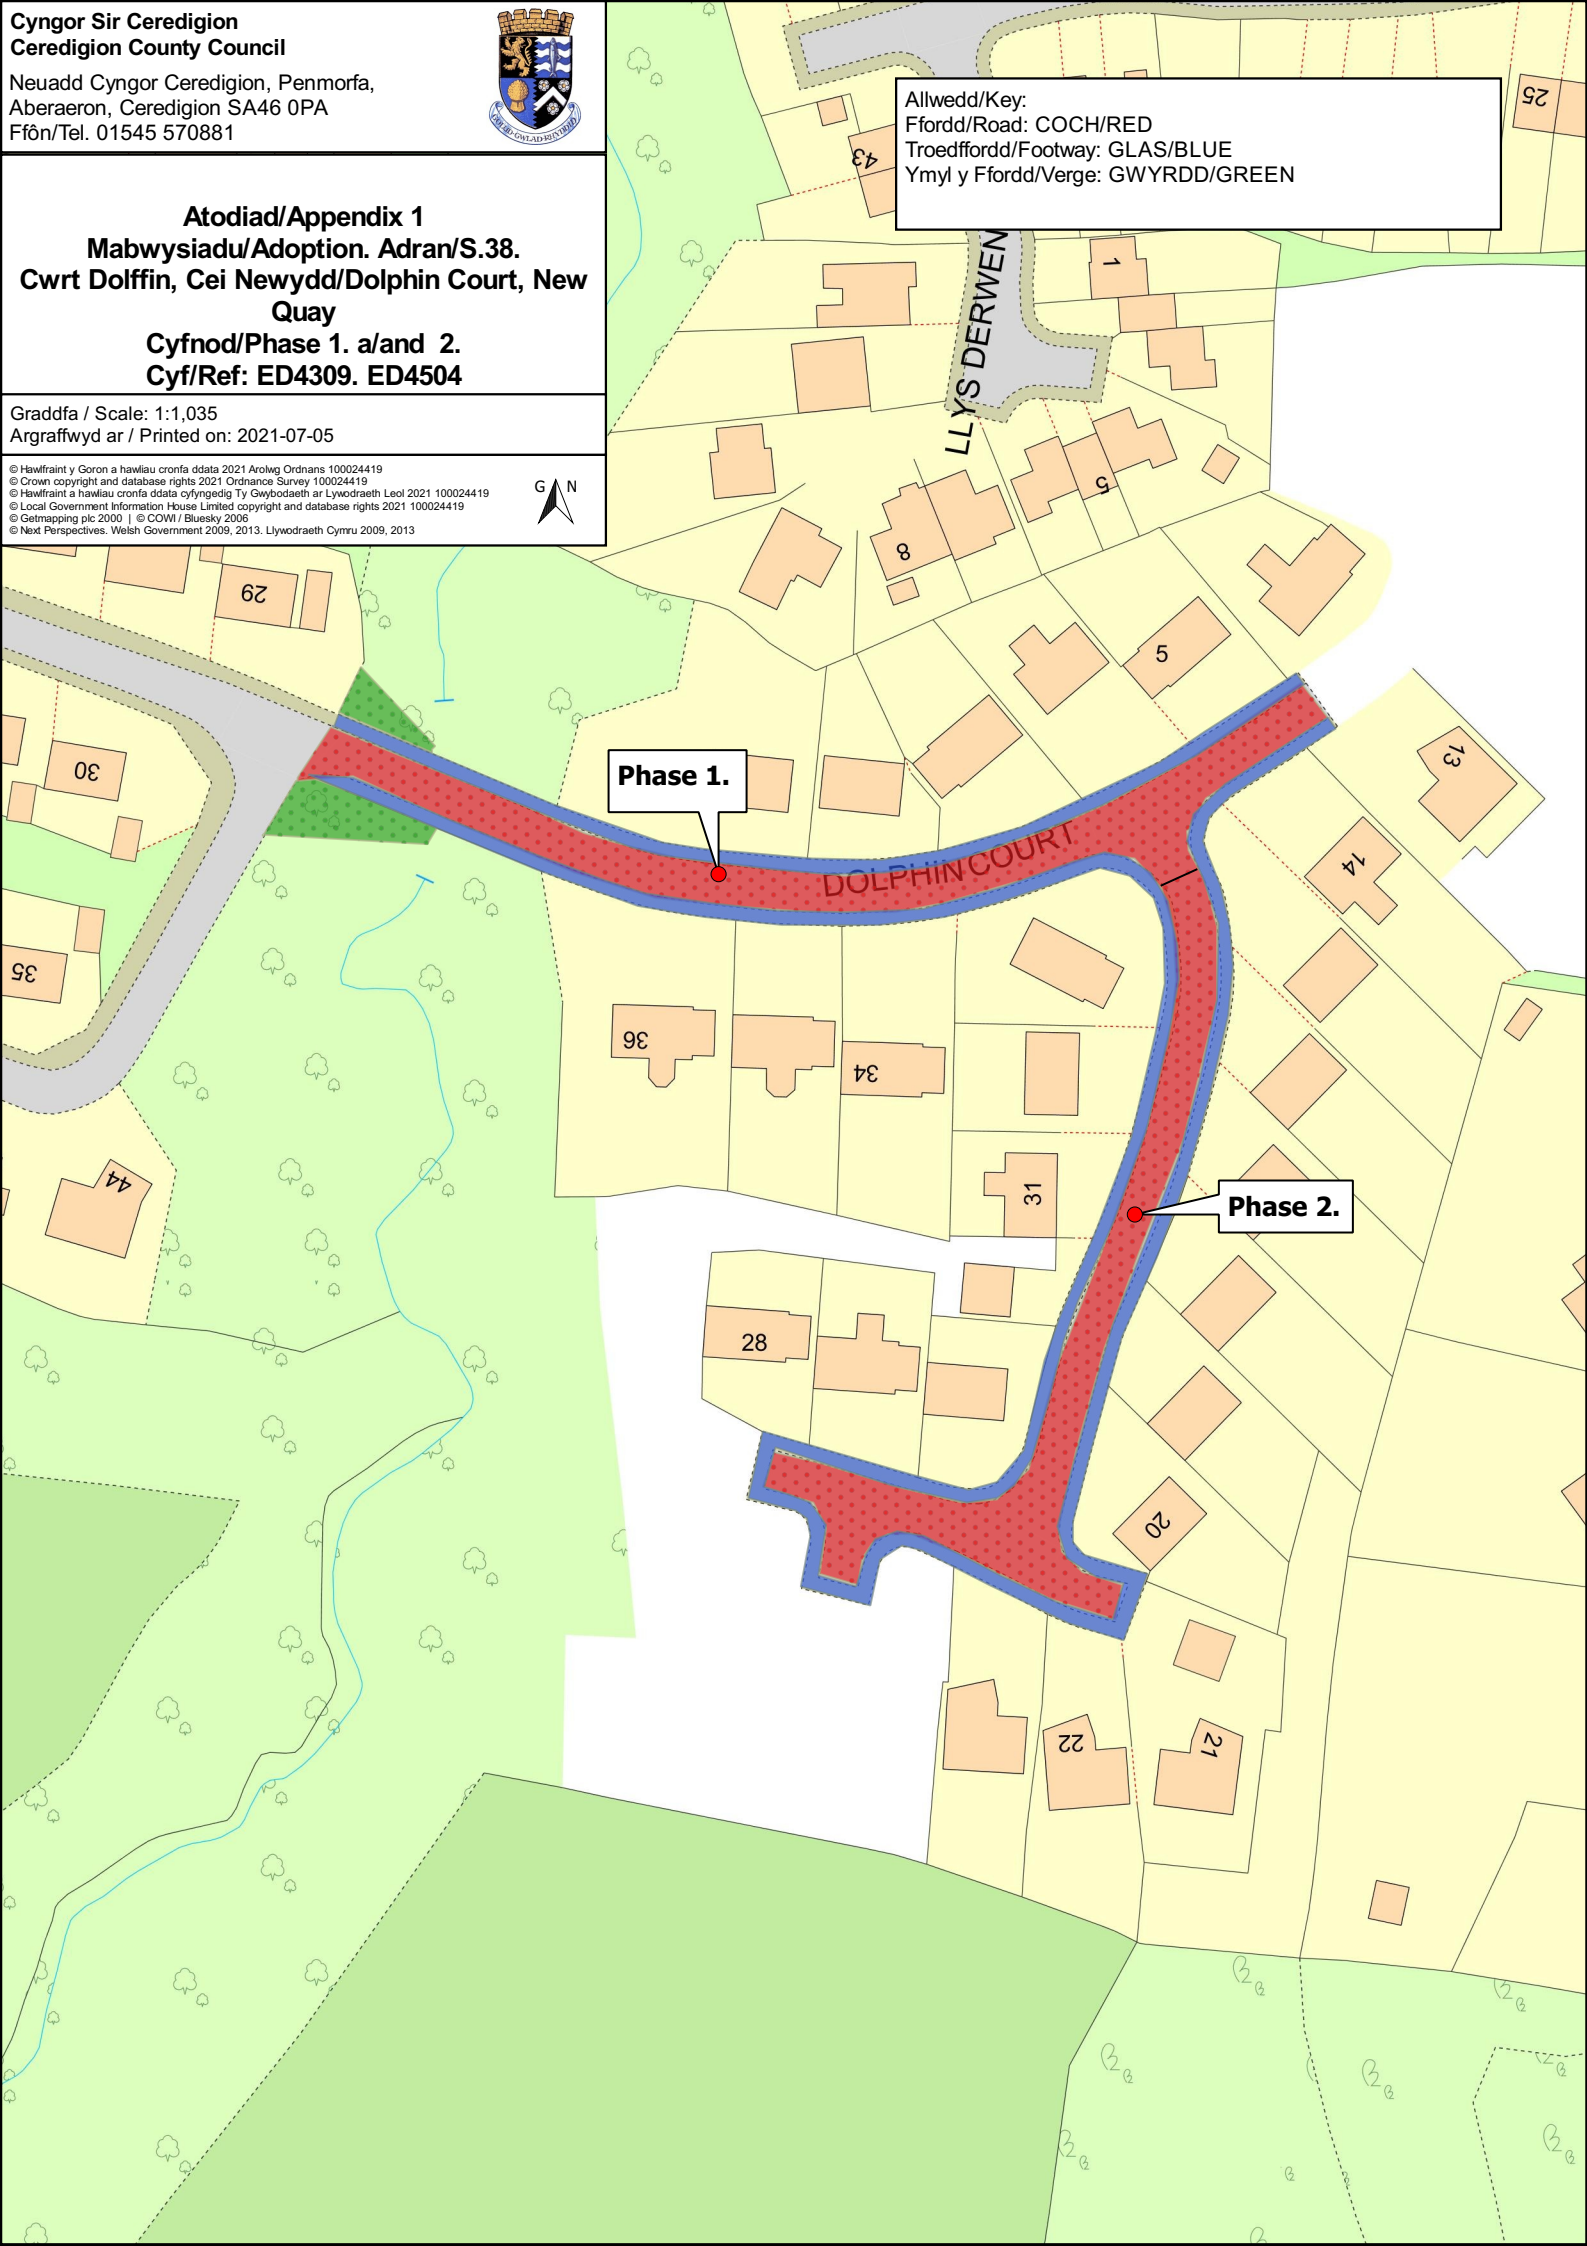 Cyngor Sir Ceredigion
Ceredigion County Council
Neuadd Cyngor Ceredigion, Penmorfa,
Aberaeron, Ceredigion SA46 0PA
Ffôn/Tel. 01545 570881
Atodiad/Appendix 1
Mabwysiadu/Adoption. Adran/S.38.
Cwrt Dolffin, Cei Newydd/Dolphin Court, New
Quay
Cyfnod/Phase 1. a/and 2.
Cyf/Ref: ED4309. ED4504
Graddfa / Scale: 1:1,035
Argraffwyd ar / Printed on: 2021-07-05
© Hawlfraint y Goron a hawliau cronfa ddata 2021 Arolwg Ordnans 100024419
© Crown copyright and database rights 2021 Ordnance Survey 100024419
© Hawlfraint a hawliau cronfa ddata cyfyngedig Ty Gwybodaeth ar Lywodraeth Leol 2021 100024419
© Local Government Information House Limited copyright and database rights 2021 100024419
© Getmapping plc 2000 | © COWI / Bluesky 2006
© Next Perspectives. Welsh Government 2009, 2013. Llywodraeth Cymru 2009, 2013
G N
Allwedd/Key:
Ffordd/Road: COCH/RED
Troedffordd/Footway: GLAS/BLUE
Ymyl y Ffordd/Verge: GWYRDD/GREEN
25
43
1
LLYS DERWEN
5
8
29
5
30
13
Phase 1.
DOLPHIN COURT
14
35
36
34
44
31
Phase 2.
28
20
22
21